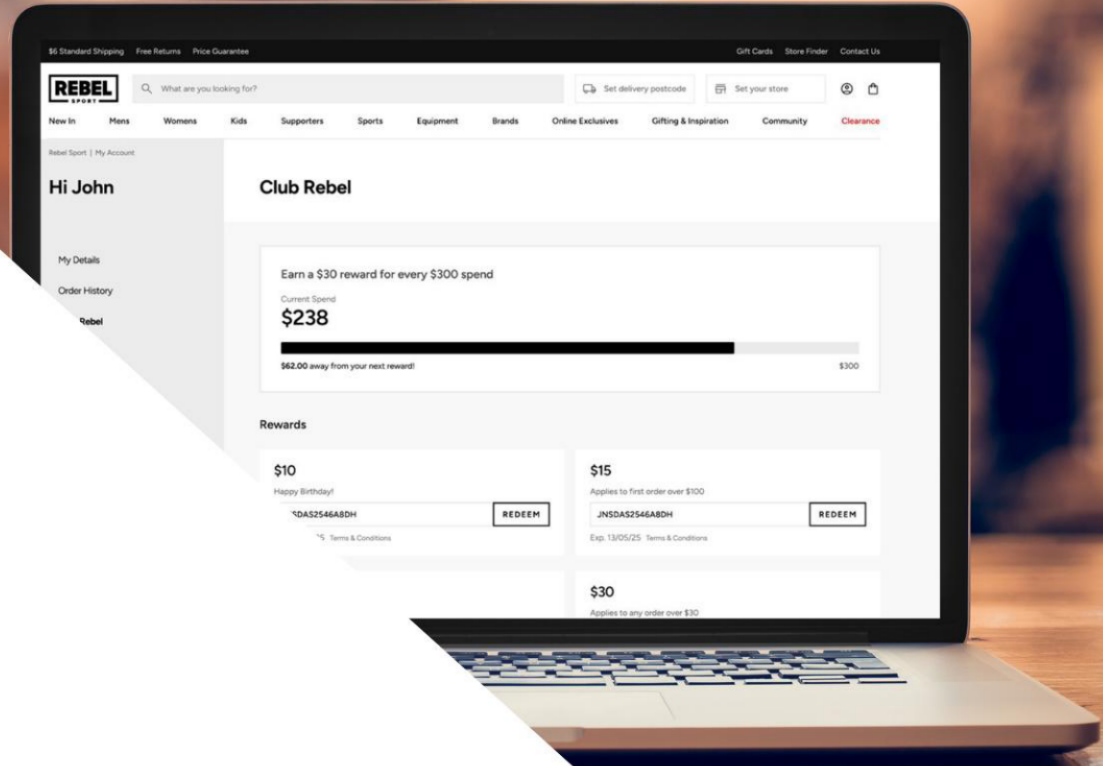 $6 Standard Shipping Free Returns Price Guarantee Gift Cards Store Finder Contact Us
REBEL
SPORT
What are you looking for?
Set delivery postcode
Set your store
New In Mens Womens Kids Supporters Sports Equipment Brands Online Exclusives Gifting & Inspiration Community Clearance
Rebel Sport | My Account
Hi John
Club Rebel
My Details
Order History
Rebel
Earn a $30 reward for every $300 spend
Current Spend
$238
$62.00 away from your next reward!
$300
Rewards
$10
Happy Birthday!
SDAS2546A8DH
REDEEM
Terms & Conditions
$15
Applies to first order over $100
JNSDAS2546A8DH
REDEEM
Exp. 13/05/25 Terms & Conditions
$30
Applies to any order over $30